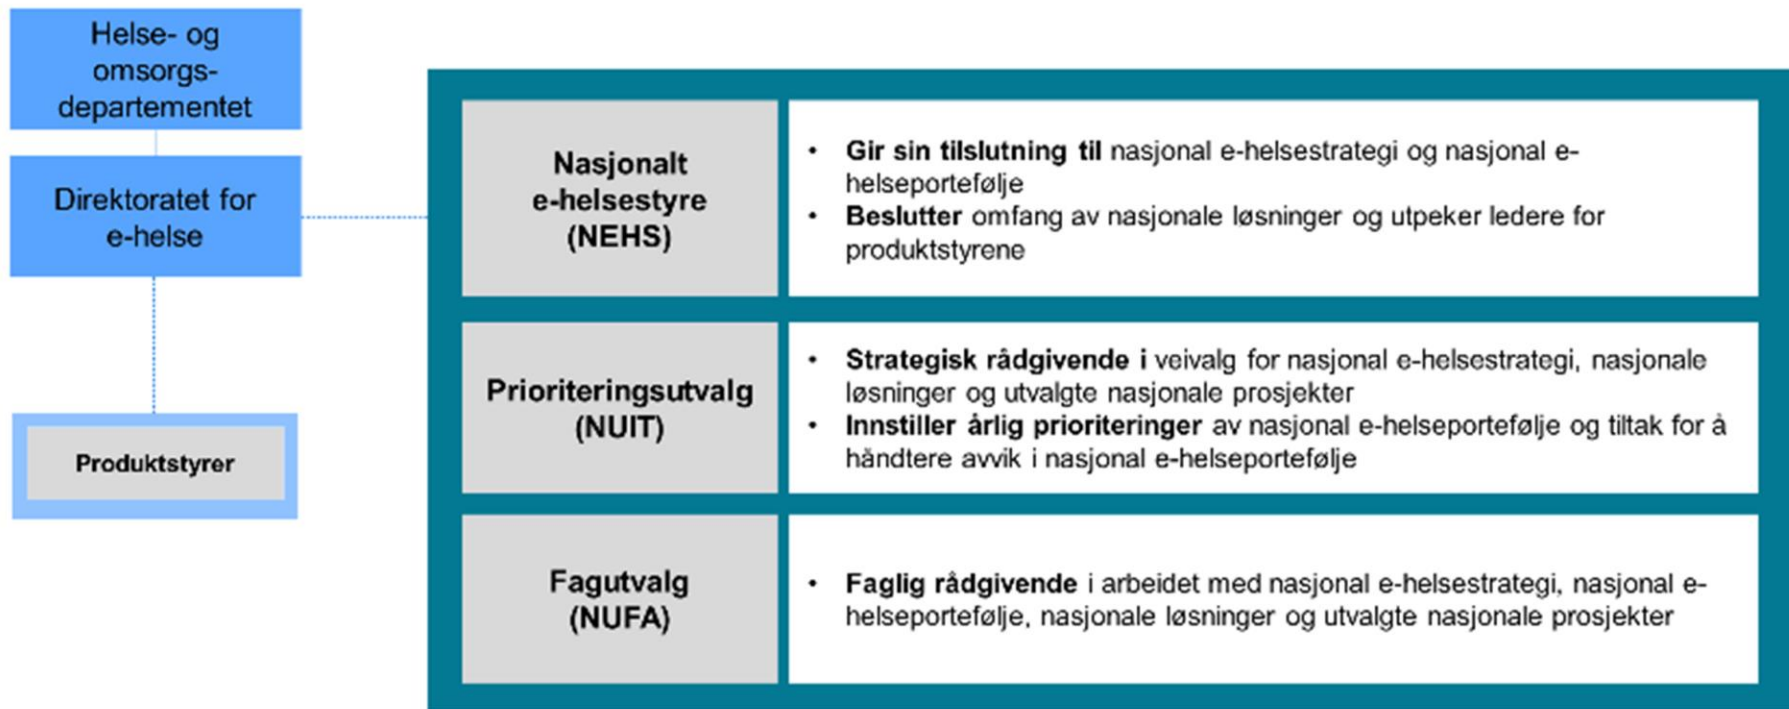 Helse- og
omsorgs-
departementet
Direktoratet for
e-helse
Produktstyrer
Nasjonalt
e-helsestyre
(NEHS)
• Gir sin tilslutning til nasjonal e-helsestrategi og nasjonal e-
helseportefølje
• Beslutter omfang av nasjonale løsninger og utpeker ledere for
produktstyrene
Prioriteringsutvalg
(NUIT)
• Strategisk rådgivende i veivalg for nasjonal e-helsestrategi, nasjonale
løsninger og utvalgte nasjonale prosjekter
• Innstiller årlig prioriteringer av nasjonal e-helseportefølje og tiltak for å
håndtere avvik i nasjonal e-helseportefølje
Fagutvalg
(NUFA)
• Faglig rådgivende i arbeidet med nasjonal e-helsestrategi, nasjonal e-
helseportefølje, nasjonale løsninger og utvalgte nasjonale prosjekter